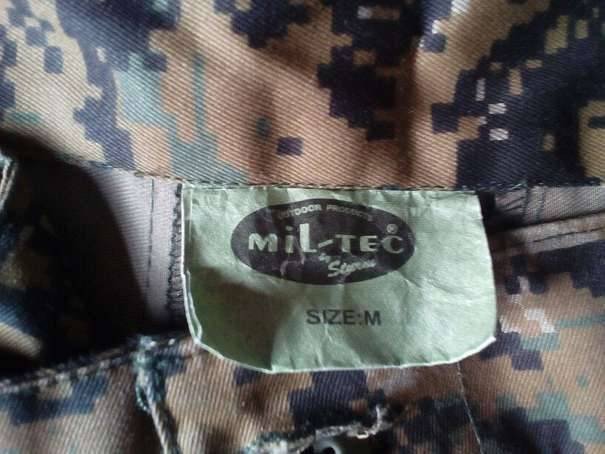 OUTDOOR PRODUCTS
MiL-TEC
by Sturm
SIZE:M